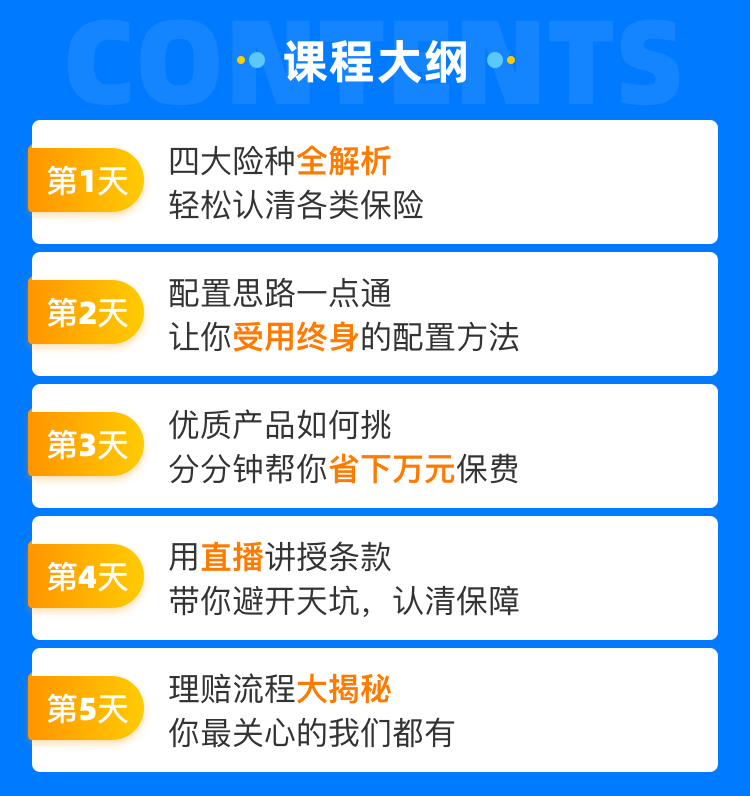 CONTENTS
课程大纲
第1天
四大险种全解析
轻松认清各类保险
第2天
配置思路一点通
让你受用终身的配置方法
第3天
优质产品如何挑
分分钟帮你省下万元保费
第4天
用直播讲授条款
带你避开天坑，认清保障
第5天
理赔流程大揭秘
你最关心的我们都有